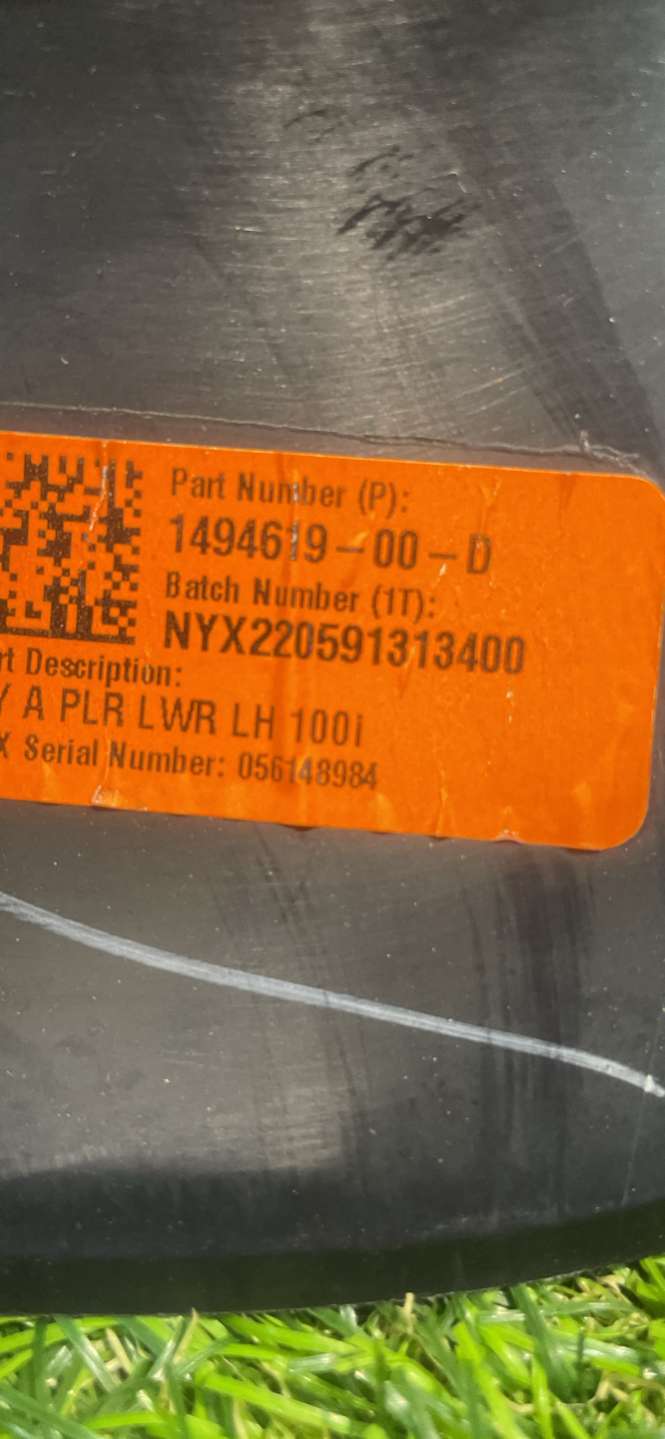 Part Number (P):
1494619-00-D
Batch Number (1T):
NYX220591313400
rt Description:
Y A PLR LWR LH 100i
X Serial Number: 056148984